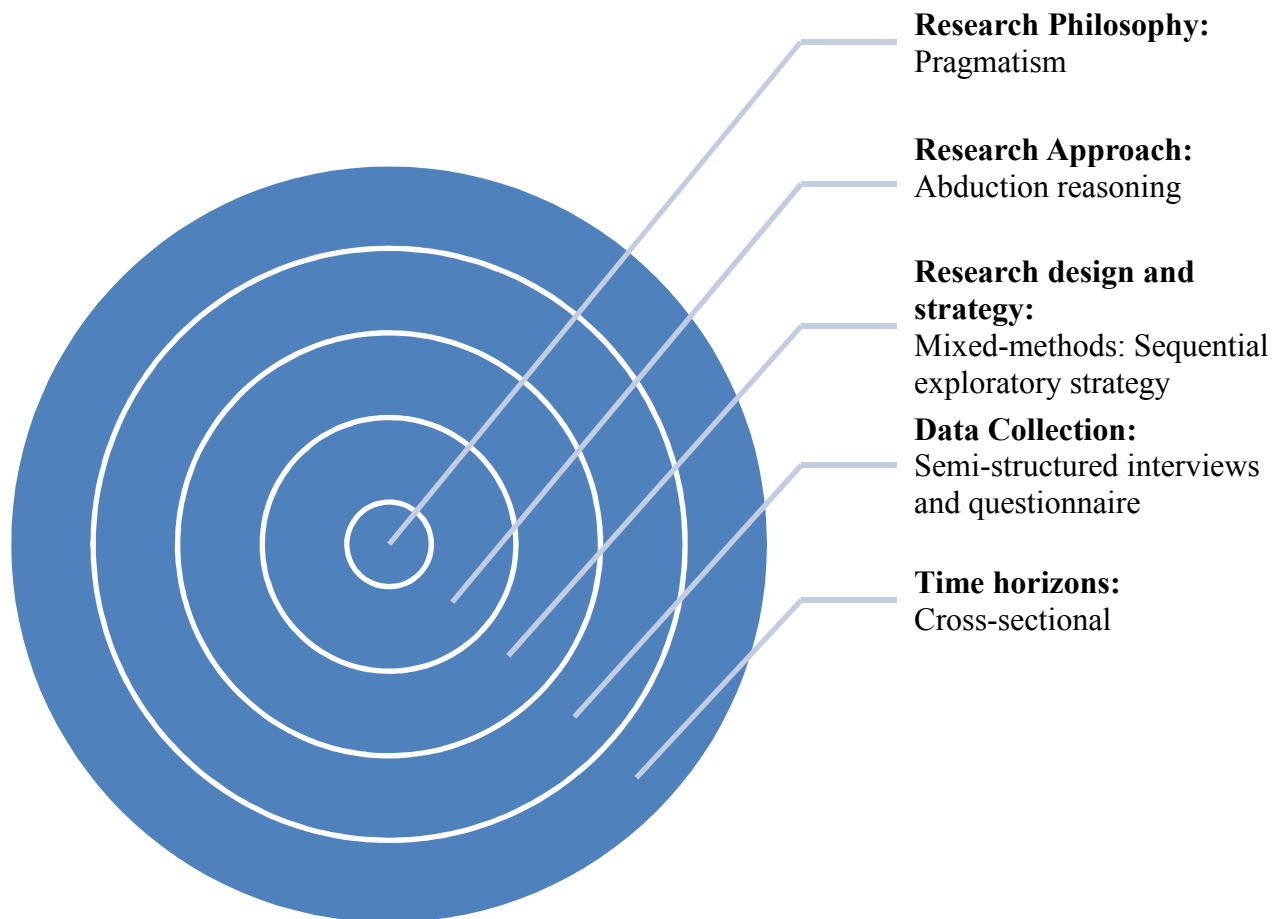 Research Philosophy:
Pragmatism
Research Approach:
Abduction reasoning
Research design and
strategy:
Mixed-methods: Sequential
exploratory strategy
Data Collection:
Semi-structured interviews
and questionnaire
Time horizons:
Cross-sectional